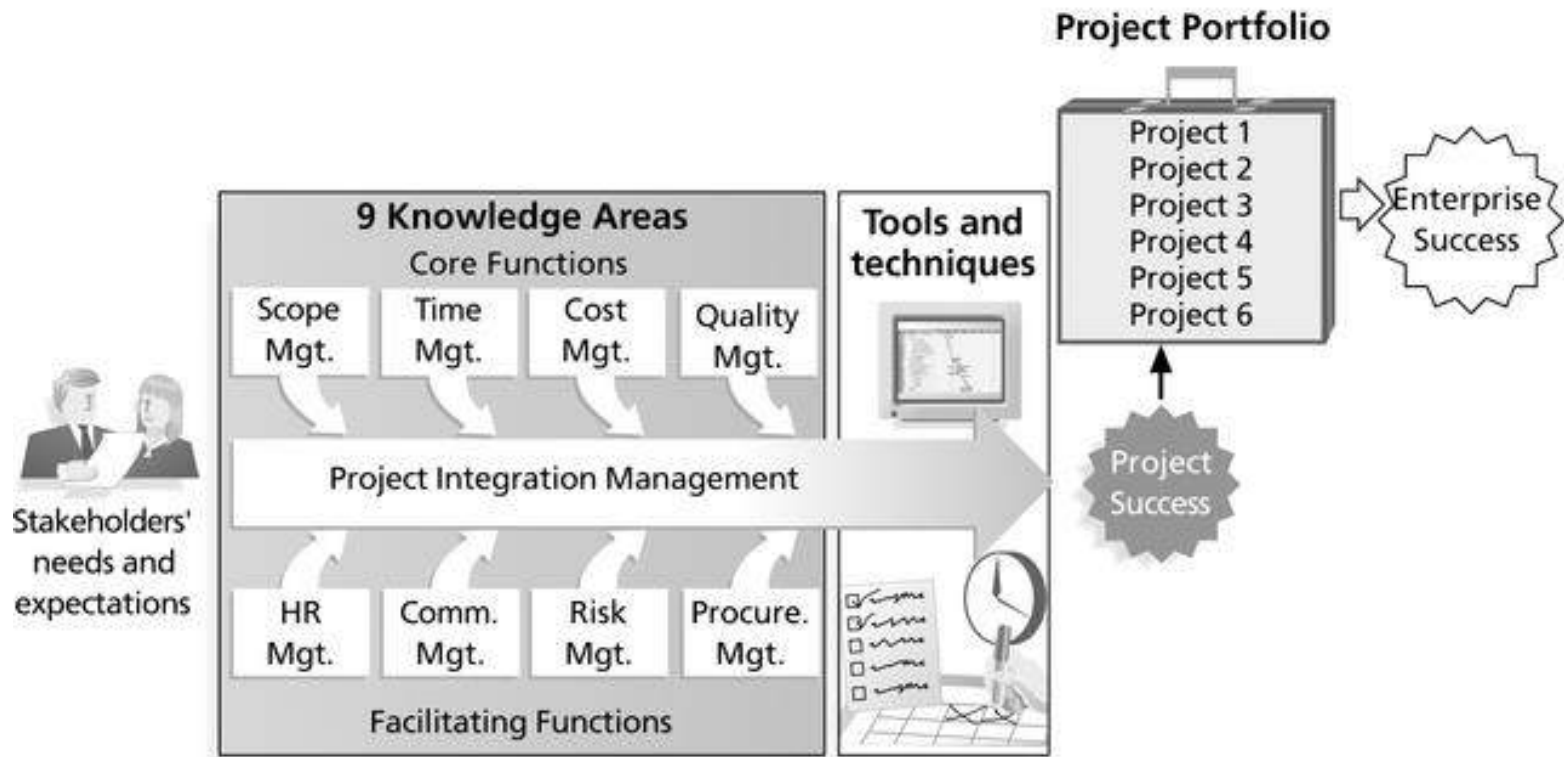 Project Portfolio
Project 1
Project 2
Project 3
Project 4
Project 5
Project 6
Enterprise
Success
9 Knowledge Areas
Core Functions
Scope
Mgt.
Time
Mgt.
Cost
Mgt.
Quality
Mgt.
Tools and
techniques
Project Integration Management
Project
Success
Stakeholders'
needs and
expectations
HR
Mgt.
Comm.
Mgt.
Risk
Mgt.
Procure.
Mgt.
Facilitating Functions